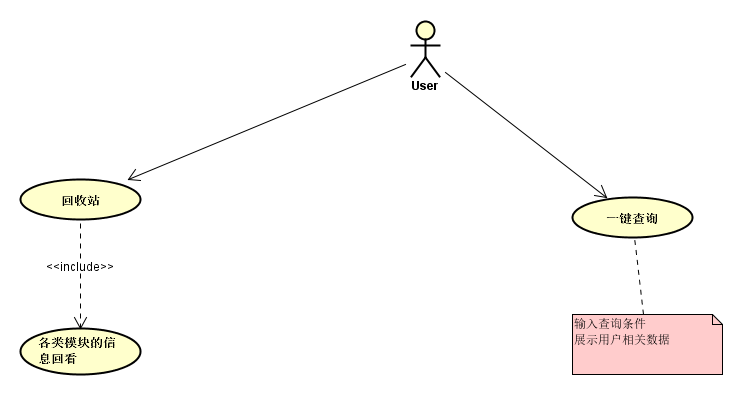 User
回收站
一键查询
<<include>>
输入查询条件
展示用户相关数据
各类模块的信
息回看